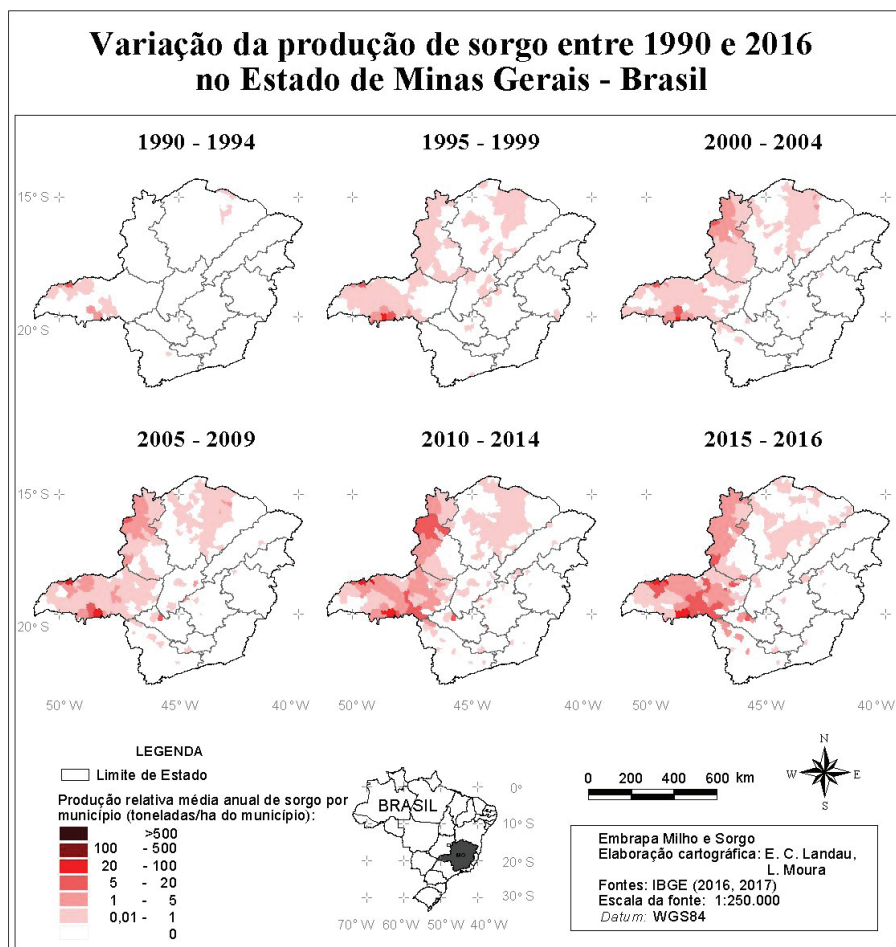 Variação da produção de sorgo entre 1990 e 2016
no Estado de Minas Gerais - Brasil
1990 - 1994
1995 - 1999
2000 - 2004
15° S
40° W
40° W
20° S
2005 - 2009
2010 - 2014
2015 - 2016
15° S
20° S
50° W
45° W
40° W
50° W
45° W
40° W
50° W
45° W
40° W
LEGENDA
Limite de Estado
Produção relativa média anual de sorgo por
município (toneladas/ha do município):
>500
100 - 500
20 - 100
5 - 20
1 - 5
0,01 - 1
0
BRASIL
MG
0°
10° S
20° S
30° S
70° W
60° W
50° W
40° W
0 200 400 600 km
N
W E
S
Embrapa Milho e Sorgo
Elaboração cartográfica: E. C. Landau,
L. Moura
Fontes: IBGE (2016, 2017)
Escala da fonte: 1:250.000
Datum: WGS84